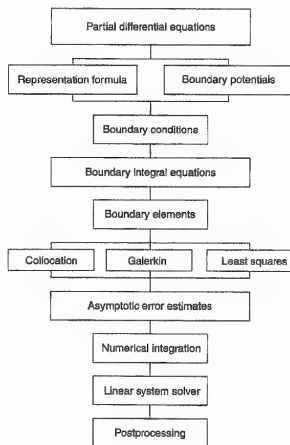 Partial differential equations
Representation formula
Boundary potentials
Boundary conditions
Boundary integral equations
Boundary elements
Collocation
Galerkin
Least squares
Asymptotic error estimates
Numerical integration
Linear system solver
Postprocessing